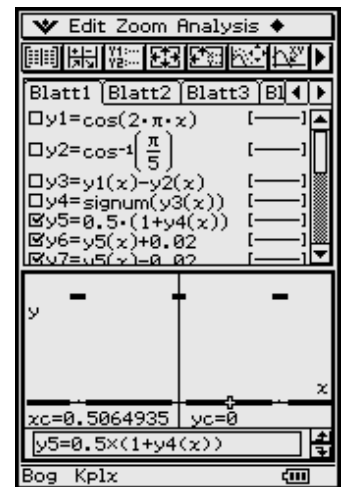 Edit Zoom Analysis
Blatt1 Blatt2 Blatt3 Bl
y1=cos(2·π·x) [—]
y2=cos⁻¹(π/5) [—]
y3=y1(x)-y2(x) [—]
y4=signum(y3(x)) [—]
y5=0.5·(1+y4(x)) [—]
y6=y5(x)+0.02 [—]
y7=y5(x)-0.02 [—]
y
x
xc=0.5064935 yc=0
y5=0.5×(1+y4(x))
Bog Kplx